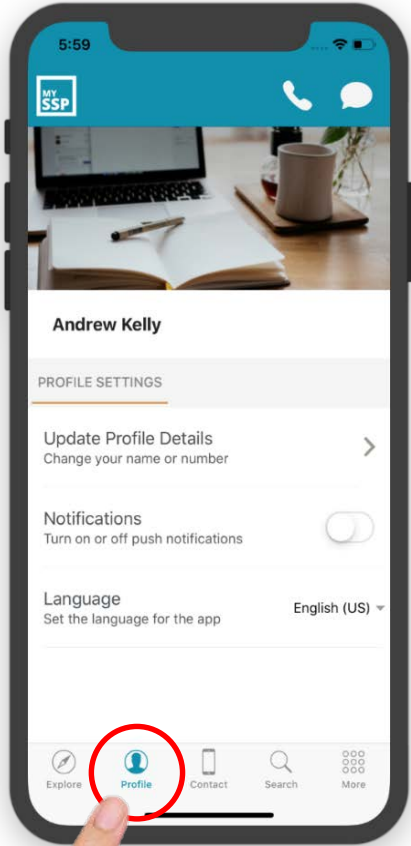 5:59
MY
SSP
Andrew Kelly
PROFILE SETTINGS
Update Profile Details
Change your name or number
Notifications
Turn on or off push notifications
Language
Set the language for the app
English (US)
Explore
Profile
Contact
Search
More